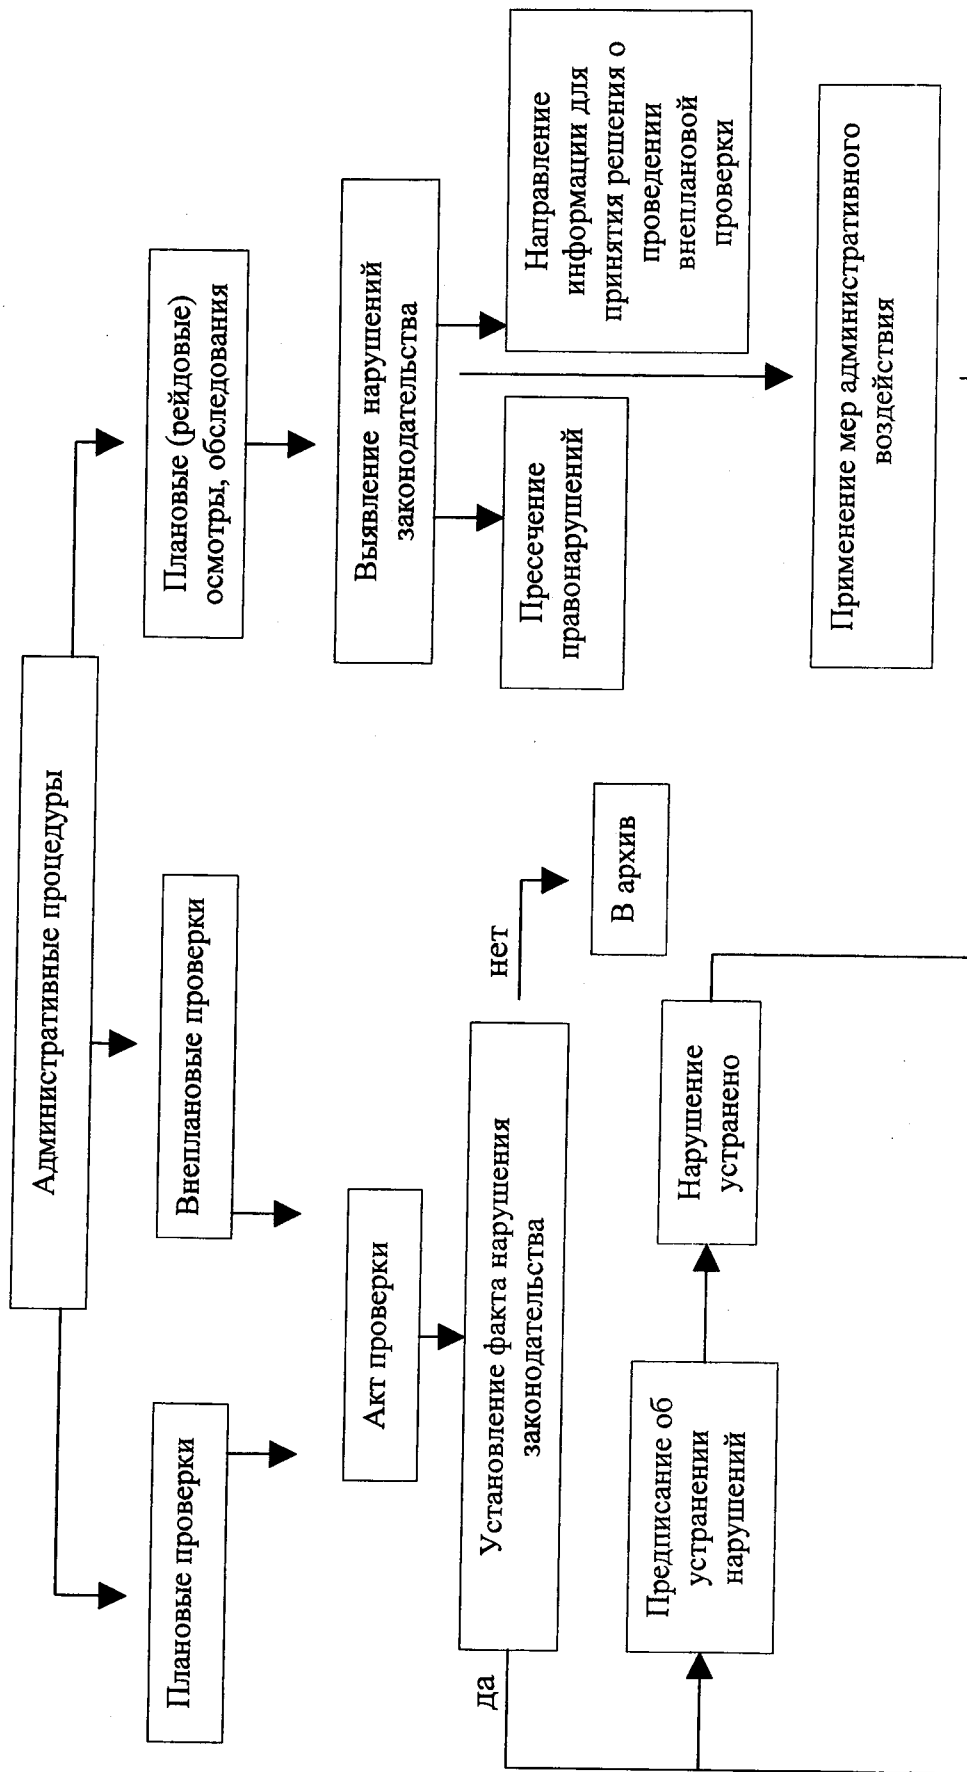 Административные процедуры
Плановые проверки
Внеплановые проверки
Плановые (рейдовые)
осмотры, обследования
Акт проверки
Выявление нарушений
законодательства
Установление факта нарушения
законодательства
да
нет
В архив
Пресечение
правонарушений
Направление
информации для
принятия решения о
проведении
внеплановой
проверки
Предписание об
устранении
нарушений
Нарушение
устранено
Применение мер административного
воздействия